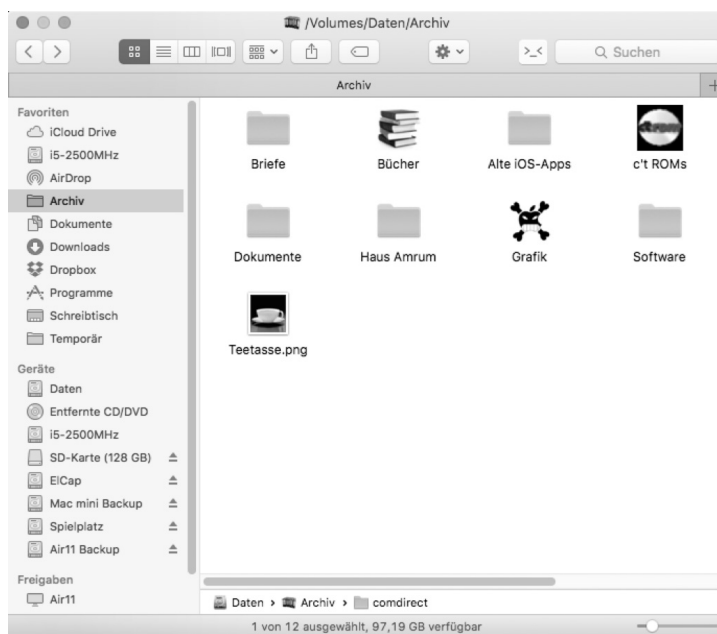 /Volumes/Daten/Archiv
>_<
Suchen
Archiv
+
Favoriten
iCloud Drive
i5-2500MHz
AirDrop
Archiv
Dokumente
Downloads
Dropbox
Programme
Schreibtisch
Temporär
Geräte
Daten
Entfernte CD/DVD
i5-2500MHz
SD-Karte (128 GB)
ElCap
Mac mini Backup
Spielplatz
Air11 Backup
Freigaben
Air11
Briefe
Bücher
Alte iOS-Apps
c't ROMs
Dokumente
Haus Amrum
Grafik
Software
Teetasse.png
Daten › Archiv › comdirect
1 von 12 ausgewählt, 97,19 GB verfügbar